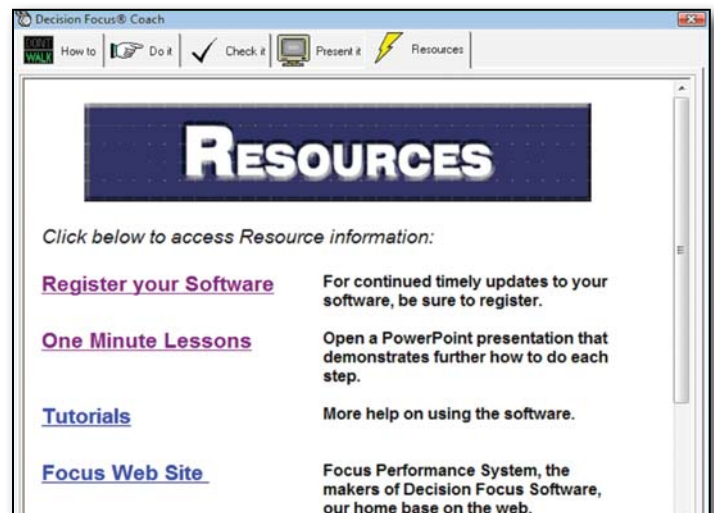 Decision Focus® Coach
DON'T
WALK
How to
Do it
Check it
Present it
Resources
RESOURCES
Click below to access Resource information:
Register your Software
For continued timely updates to your
software, be sure to register.
One Minute Lessons
Open a PowerPoint presentation that
demonstrates further how to do each
step.
Tutorials
More help on using the software.
Focus Web Site
Focus Performance System, the
makers of Decision Focus Software,
our home base on the web.